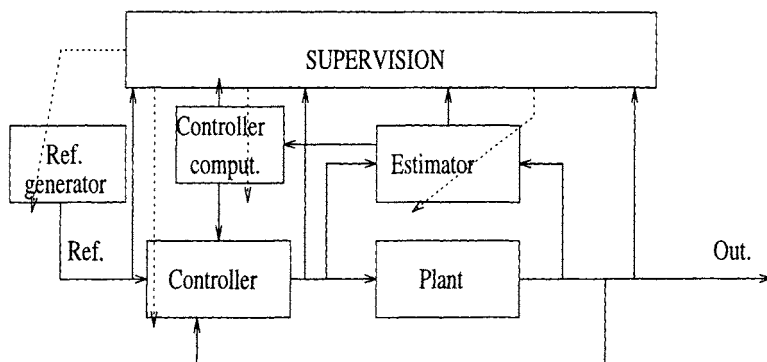 SUPERVISION
Controller
comput.
Ref.
generator
Estimator
Ref.
Controller
Plant
Out.